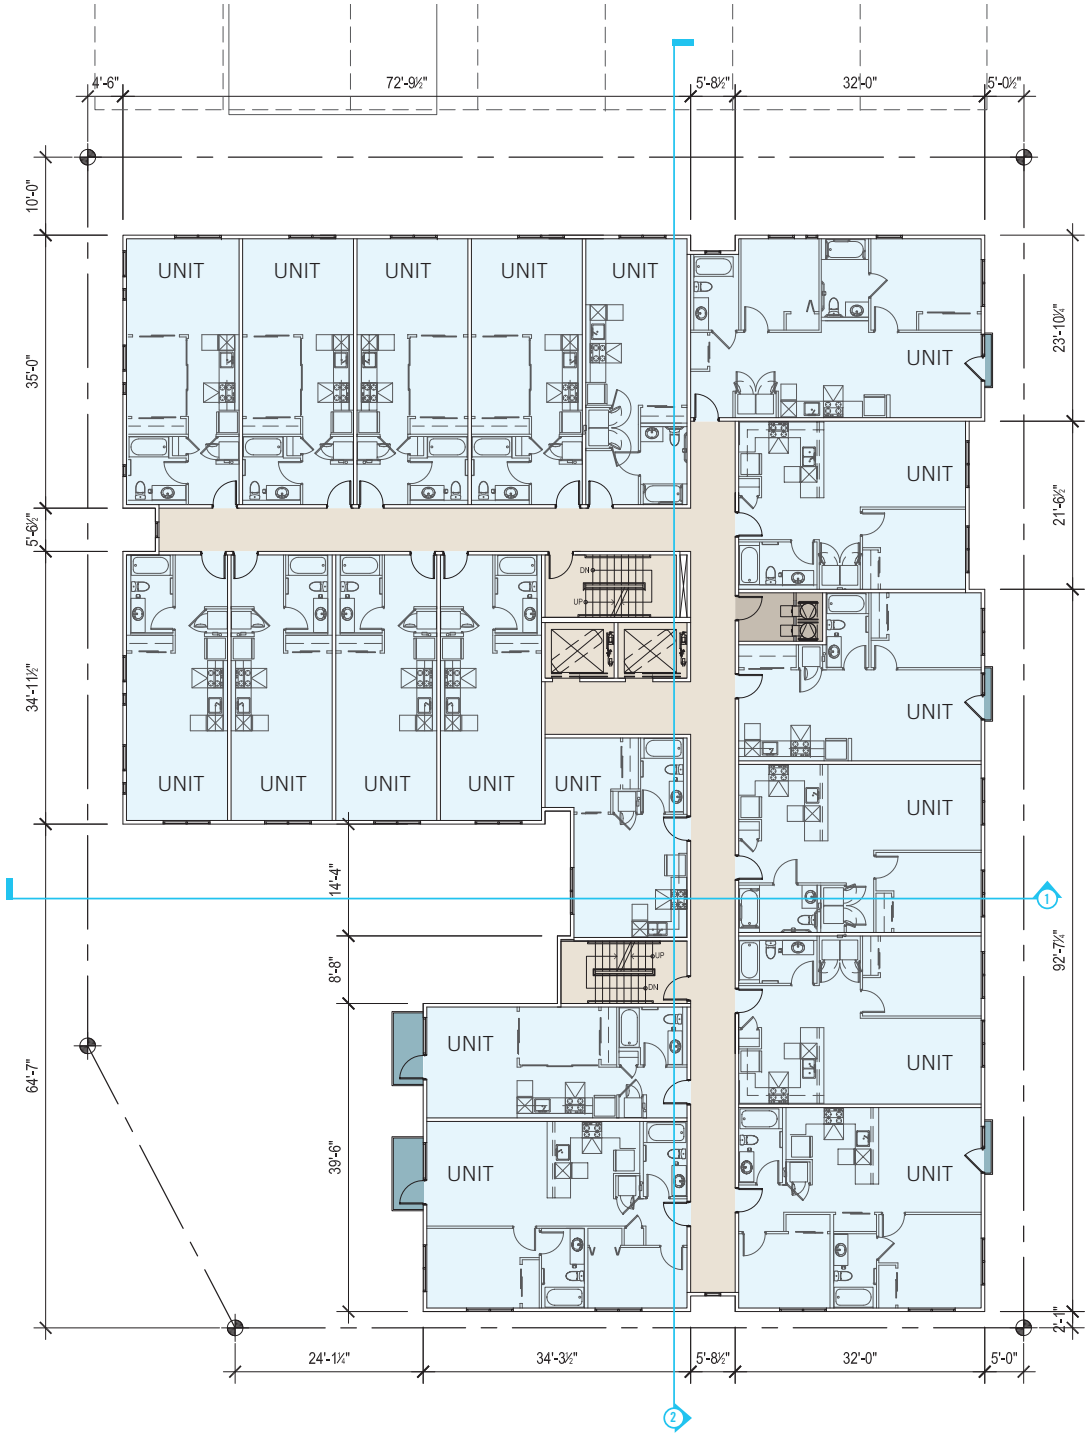 4'-6"
72'-9½"
5'-8½"
32'-0"
5'-0½"
10'-0"
UNIT
UNIT
UNIT
UNIT
UNIT
35'-0"
UNIT
23'-10¼"
UNIT
21'-6½"
5'-6½"
DN
UP
34'-11½"
UNIT
UNIT
UNIT
UNIT
UNIT
UNIT
UNIT
14'-4"
1
8'-8"
UP
DN
92'-7¼"
UNIT
UNIT
64'-7"
39'-6"
UNIT
UNIT
2'-1"
24'-1¼"
34'-3½"
5'-8½"
32'-0"
5'-0"
2